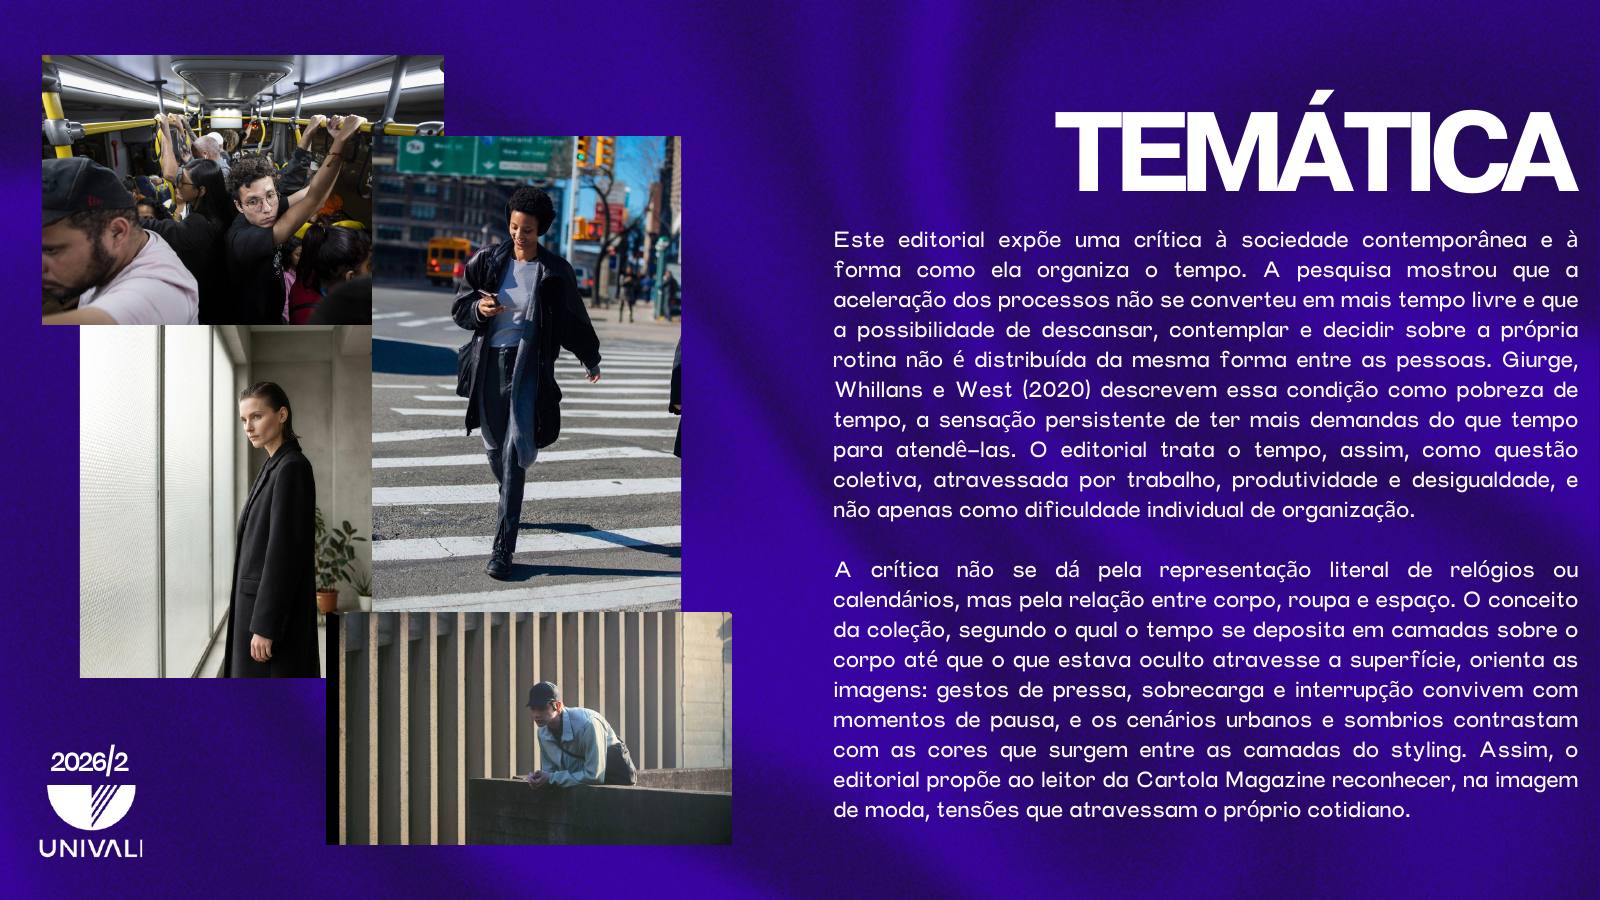 TEMÁTICA
Este editorial expõe uma crítica à sociedade contemporânea e à
forma como ela organiza o tempo. A pesquisa mostrou que a
aceleração dos processos não se converteu em mais tempo livre e que
a possibilidade de descansar, contemplar e decidir sobre a própria
rotina não é distribuída da mesma forma entre as pessoas. Giurge,
Whillans e West (2020) descrevem essa condição como pobreza de
tempo, a sensação persistente de ter mais demandas do que tempo
para atendê-las. O editorial trata o tempo, assim, como questão
coletiva, atravessada por trabalho, produtividade e desigualdade, e
não apenas como dificuldade individual de organização.
A crítica não se dá pela representação literal de relógios ou
calendários, mas pela relação entre corpo, roupa e espaço. O conceito
da coleção, segundo o qual o tempo se deposita em camadas sobre o
corpo até que o que estava oculto atravesse a superfície, orienta as
imagens: gestos de pressa, sobrecarga e interrupção convivem com
momentos de pausa, e os cenários urbanos e sombrios contrastam
com as cores que surgem entre as camadas do styling. Assim, o
editorial propõe ao leitor da Cartola Magazine reconhecer, na imagem
de moda, tensões que atravessam o próprio cotidiano.
2026/2
UNIVALI